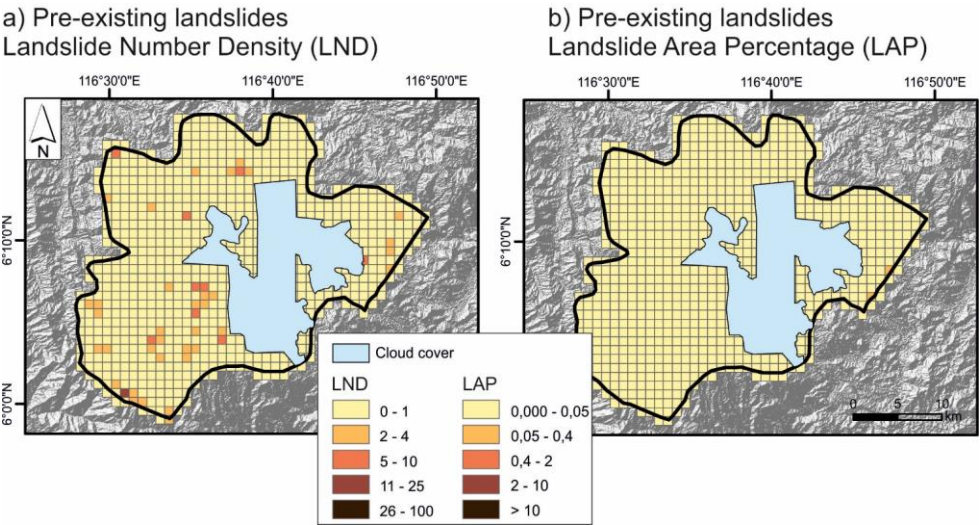 a) Pre-existing landslides
Landslide Number Density (LND)
b) Pre-existing landslides
Landslide Area Percentage (LAP)
116°30'0"E
116°40'0"E
116°50'0"E
116°30'0"E
116°40'0"E
116°50'0"E
N
6°10'0"N
6°0'0"N
6°10'0"N
Cloud cover
LND
LAP
0 - 1
0,000 - 0,05
2 - 4
0,05 - 0,4
5 - 10
0,4 - 2
11 - 25
2 - 10
26 - 100
> 10
0 5 10
km